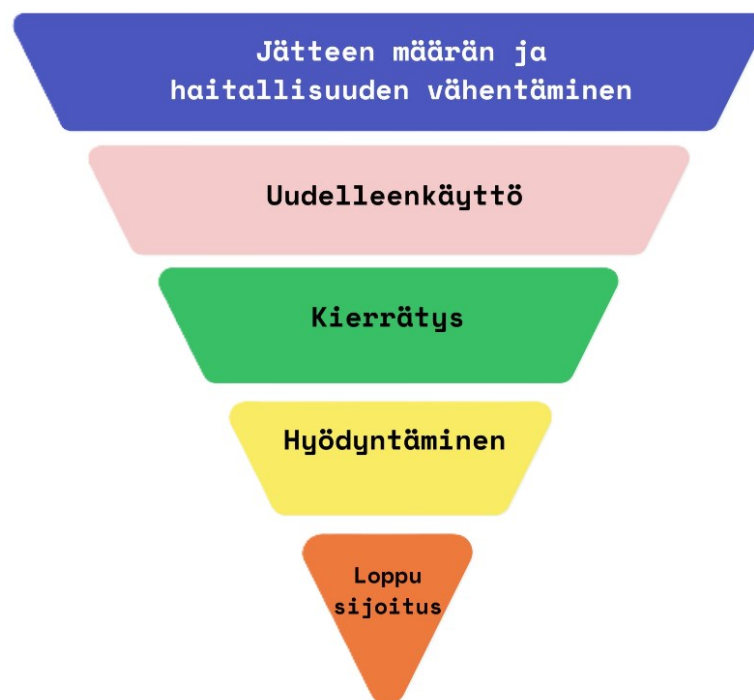 Jätteen määrän ja
haitallisuuden vähentäminen
Uudelleenkäyttö
Kierrätys
Hyödyntäminen
Loppu
sijoitus